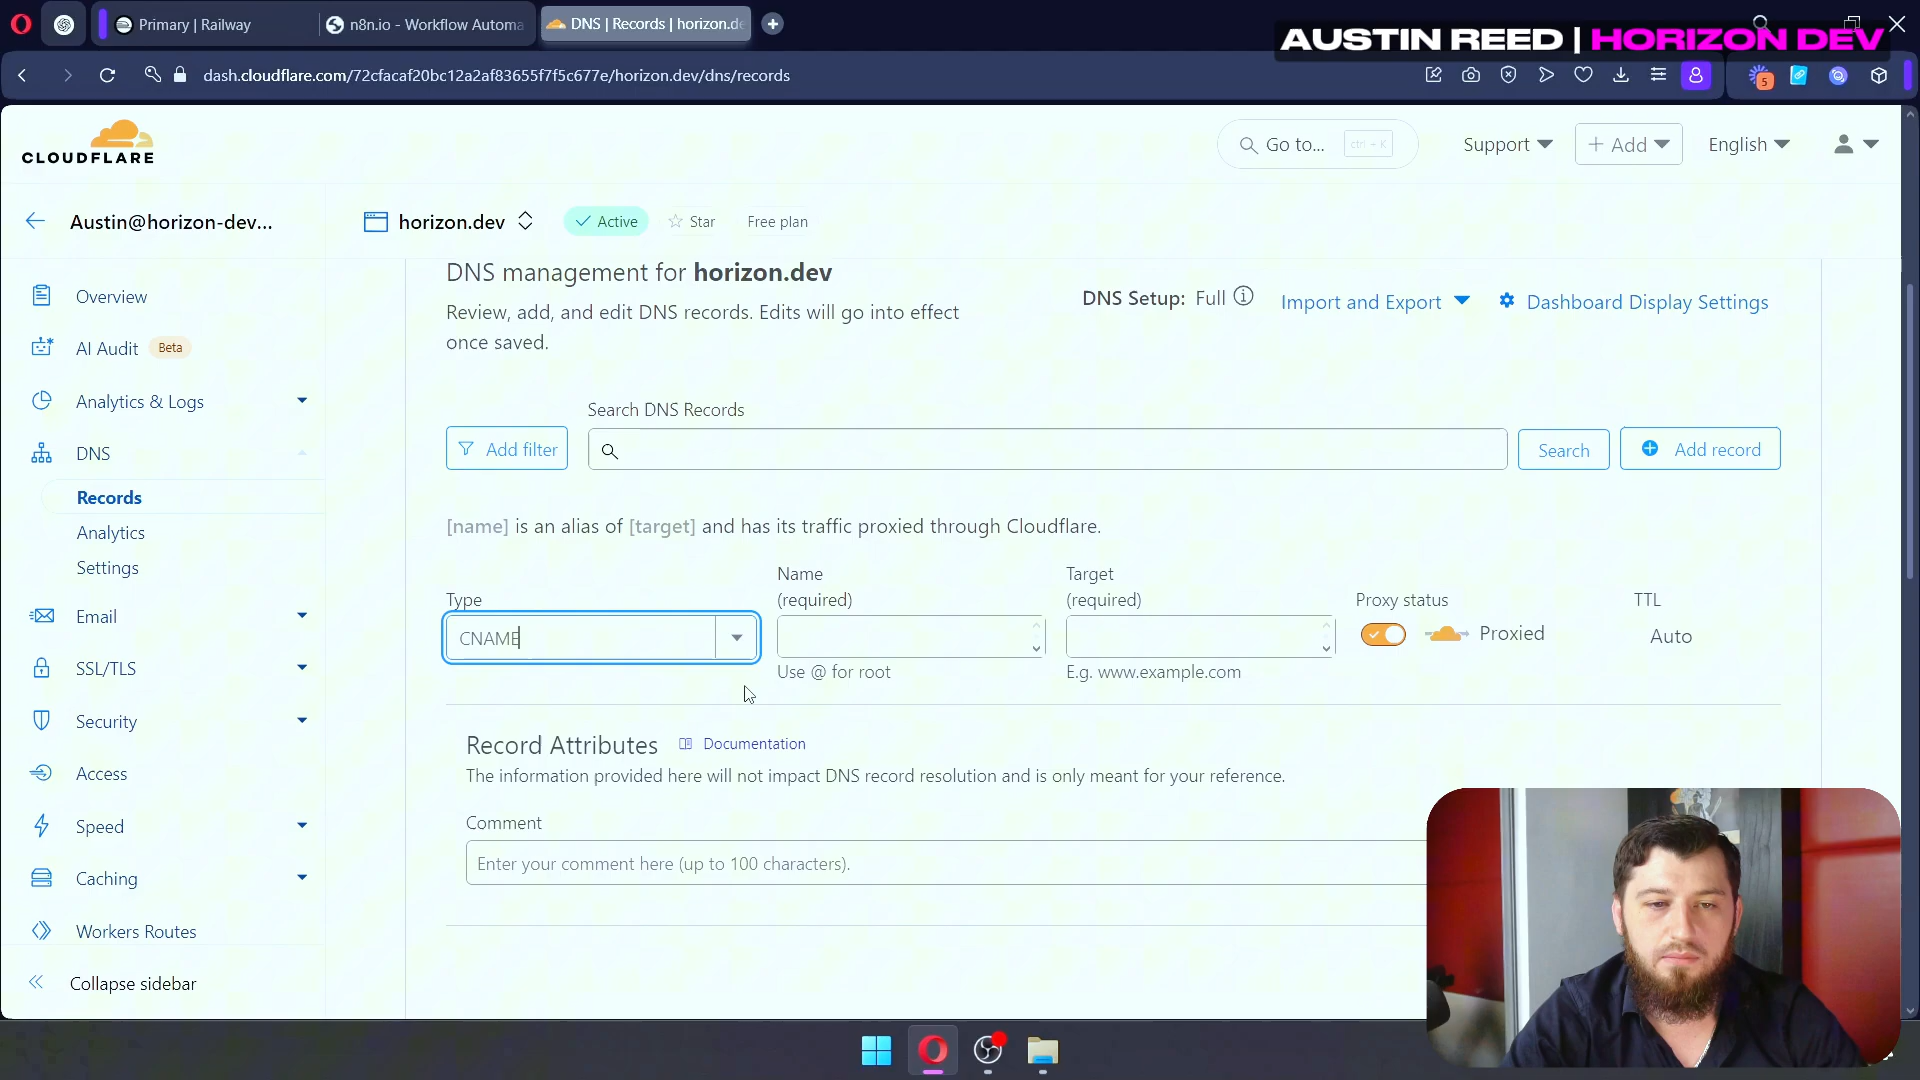 Primary | Railway
n8n.io - Workflow Automa
DNS | Records | horizon.de
AUSTIN REED | HORIZON DEV
dash.cloudflare.com/72cfacaf20bc12a2af83655f7f5c677e/horizon.dev/dns/records
5
CLOUDFLARE
Go to...
ctrl + K
Support
+ Add
English
Austin@horizon-dev...
horizon.dev
Active
Star
Free plan
Overview
AI Audit
Beta
Analytics & Logs
DNS
Records
Analytics
Settings
Email
SSL/TLS
Security
Access
Speed
Caching
Workers Routes
Collapse sidebar
DNS management for horizon.dev
Review, add, and edit DNS records. Edits will go into effect
once saved.
DNS Setup: Full
Import and Export
Dashboard Display Settings
Search DNS Records
Add filter
Search
Add record
[name] is an alias of [target] and has its traffic proxied through Cloudflare.
Type
Name
(required)
Target
(required)
Proxy status
TTL
CNAME
Proxied
Auto
Use @ for root
E.g. www.example.com
Record Attributes
Documentation
The information provided here will not impact DNS record resolution and is only meant for your reference.
Comment
Enter your comment here (up to 100 characters).